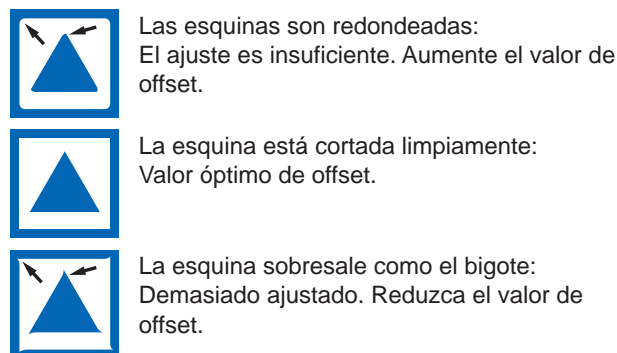 Las esquinas son redondeadas:
El ajuste es insuficiente. Aumente el valor de
offset.
La esquina está cortada limpiamente:
Valor óptimo de offset.
La esquina sobresale como el bigote:
Demasiado ajustado. Reduzca el valor de
offset.